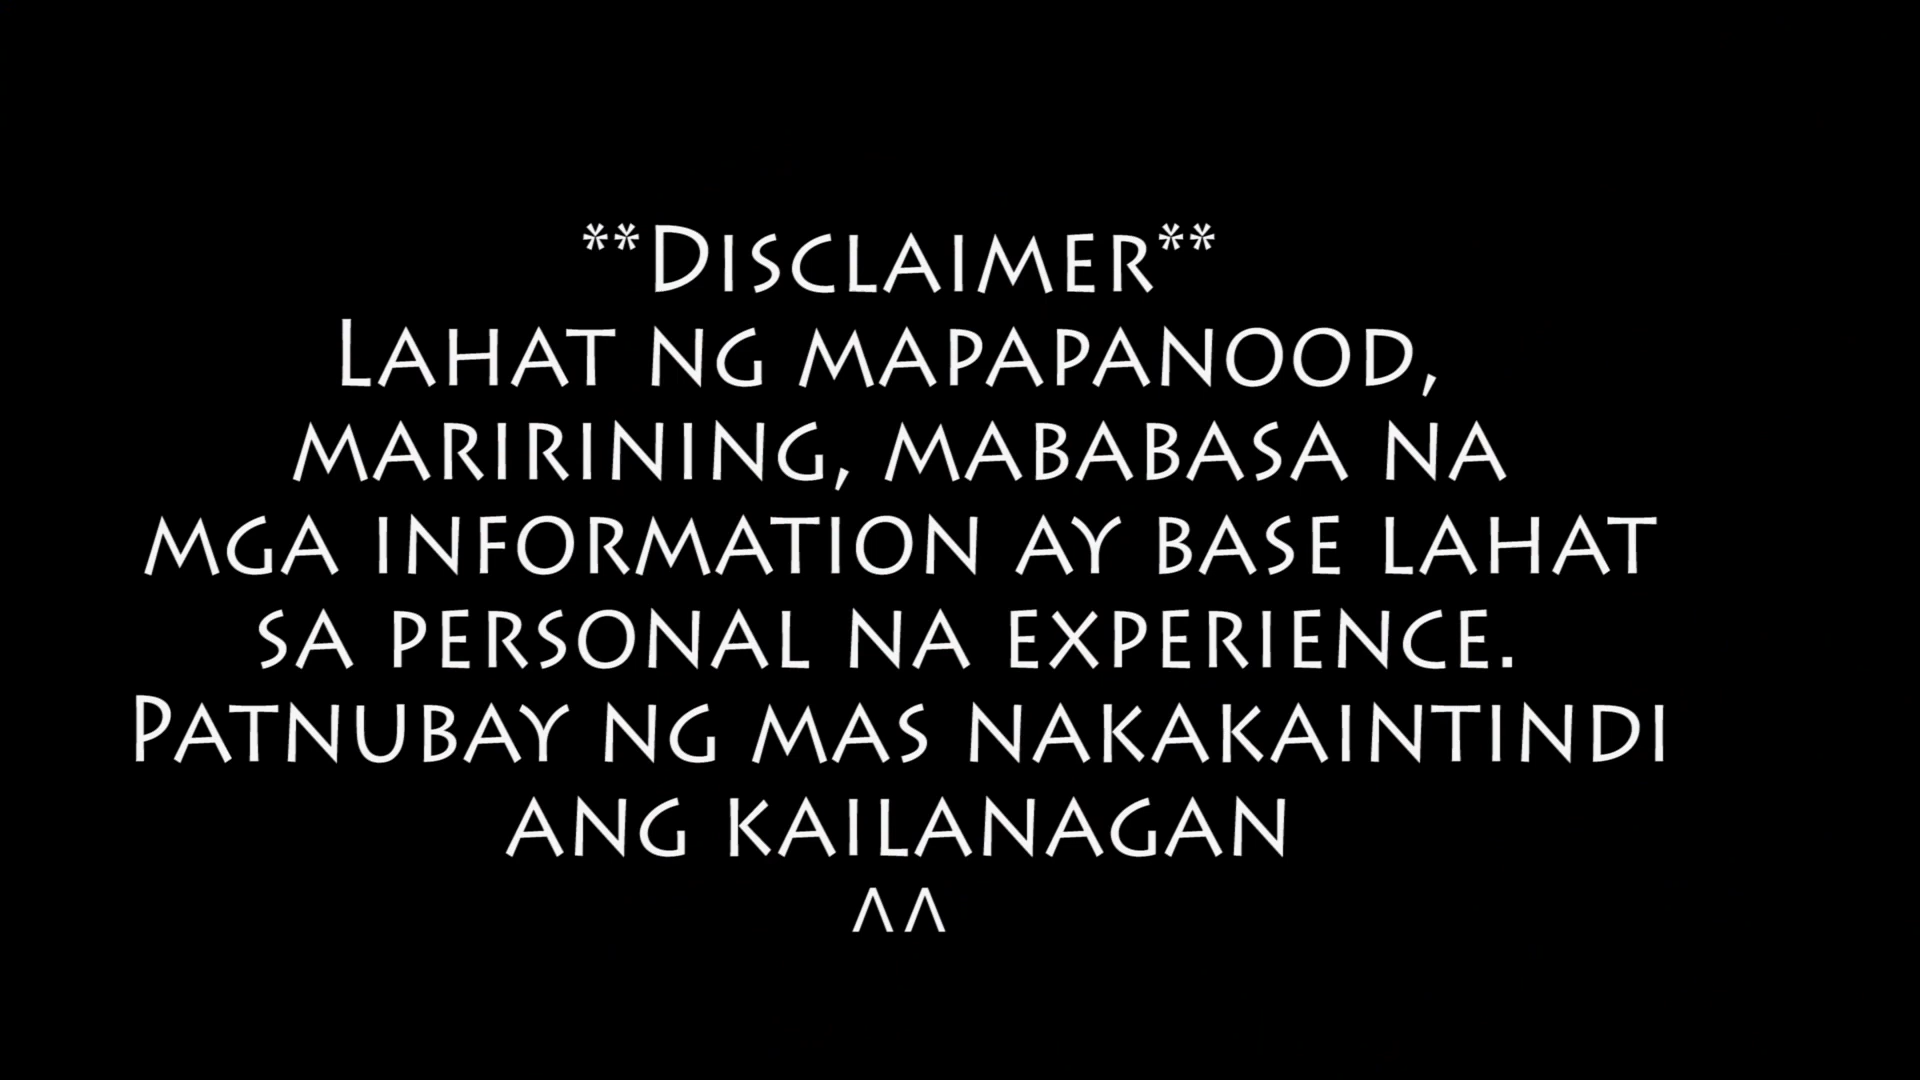 **Disclaimer**
Lahat ng mapapanood,
maririning, mababasa na
mga information ay base lahat
sa personal na experience.
Patnubay ng mas nakakaintindi
ang kailanagan
^^